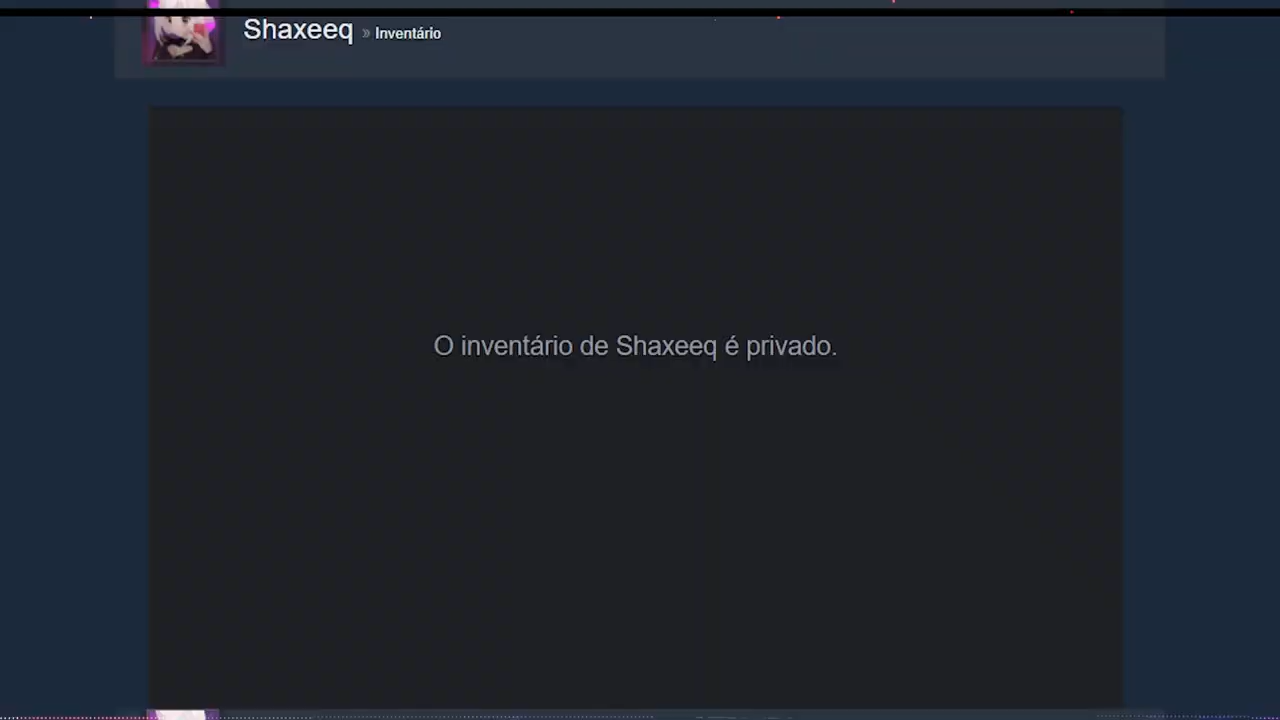 Shaxeeq » Inventário
O inventário de Shaxeeq é privado.